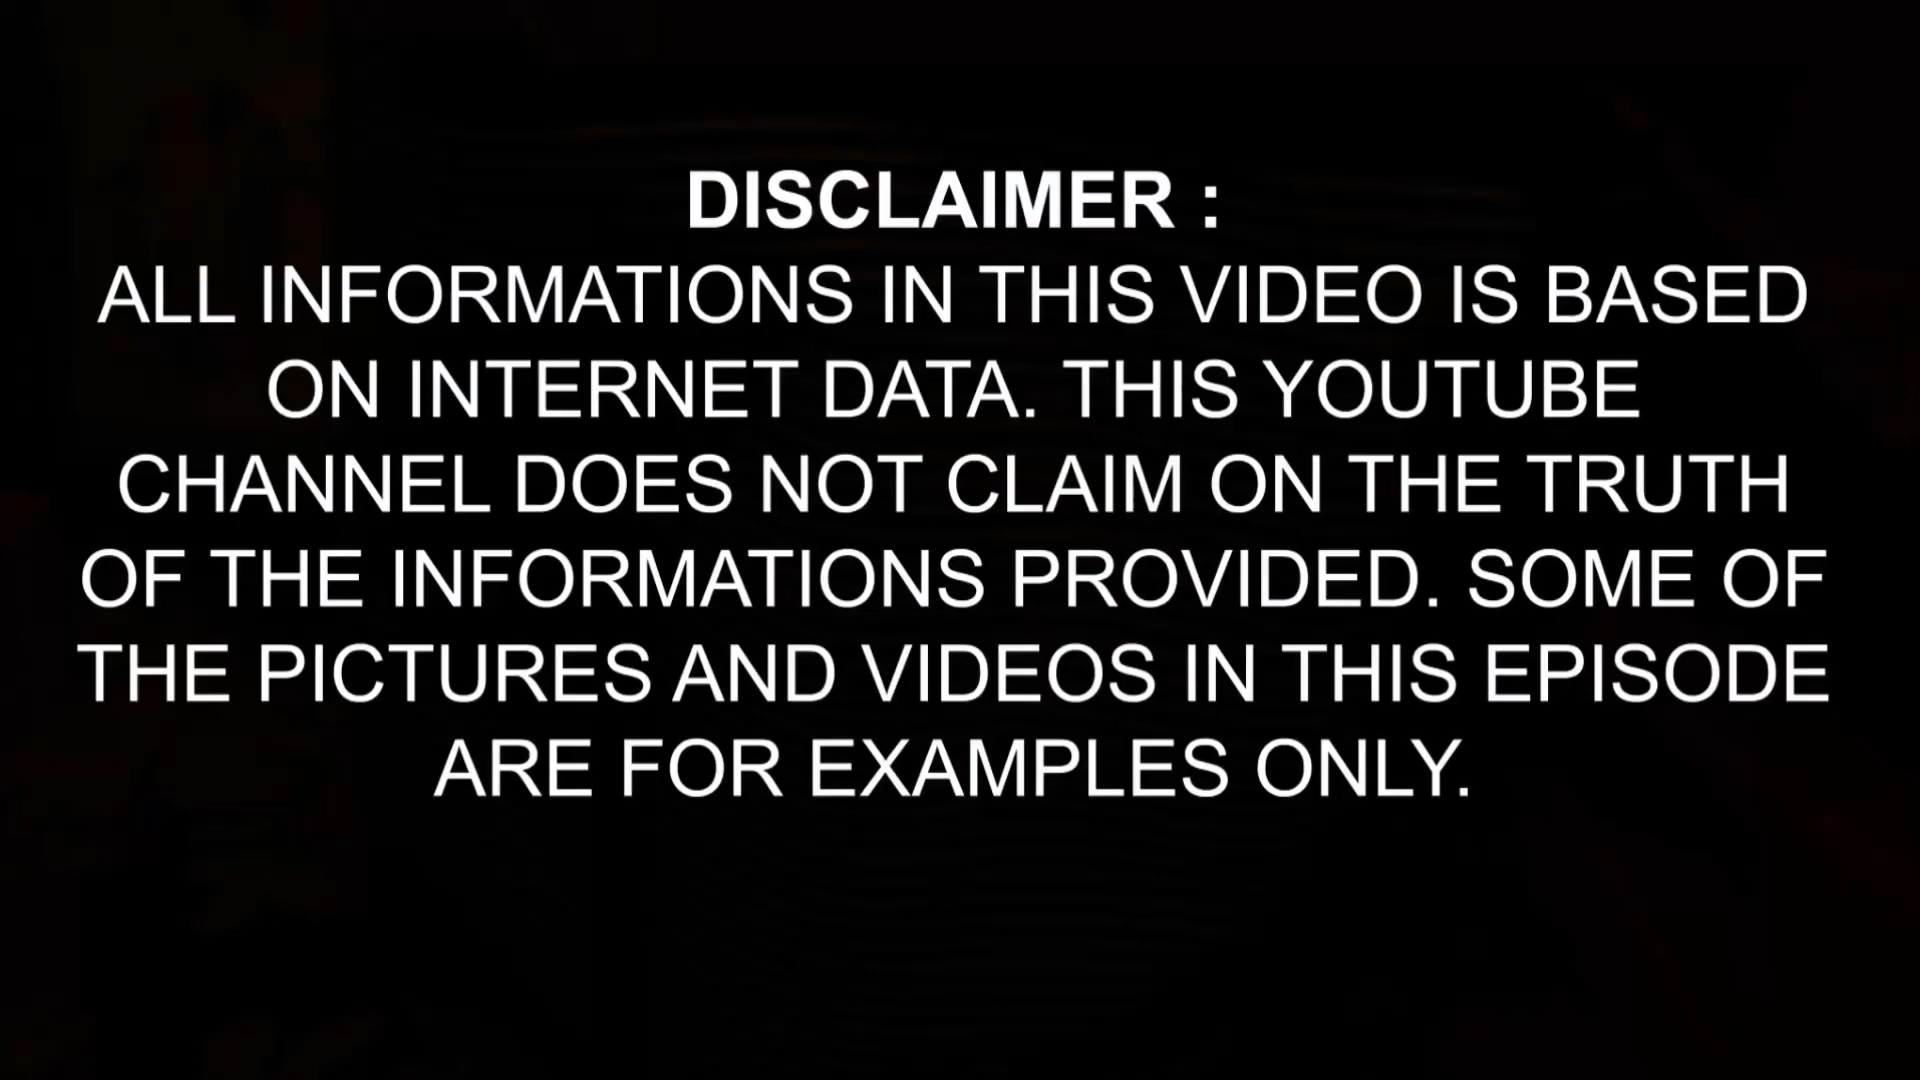 DISCLAIMER :
ALL INFORMATIONS IN THIS VIDEO IS BASED
ON INTERNET DATA. THIS YOUTUBE
CHANNEL DOES NOT CLAIM ON THE TRUTH
OF THE INFORMATIONS PROVIDED. SOME OF
THE PICTURES AND VIDEOS IN THIS EPISODE
ARE FOR EXAMPLES ONLY.